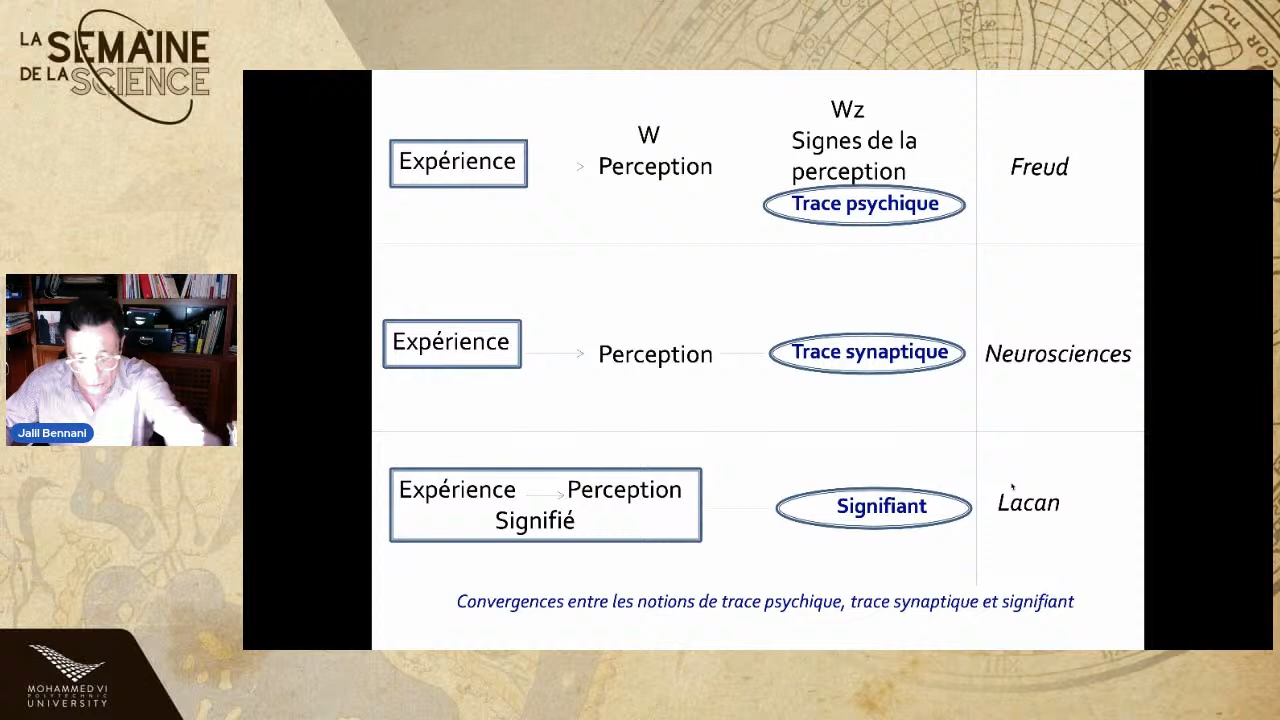 LA SEMAINE
DE LA SCIENCE
Expérience
W
> Perception
Wz
Signes de la
perception
Trace psychique
Freud
Expérience
Perception
Trace synaptique
Neurosciences
Expérience Perception
Signifié
Signifiant
Lacan
Convergences entre les notions de trace psychique, trace synaptique et signifiant
Jalil Bennani
MOHAMMED VI
POLYTECHNIC
UNIVERSITY